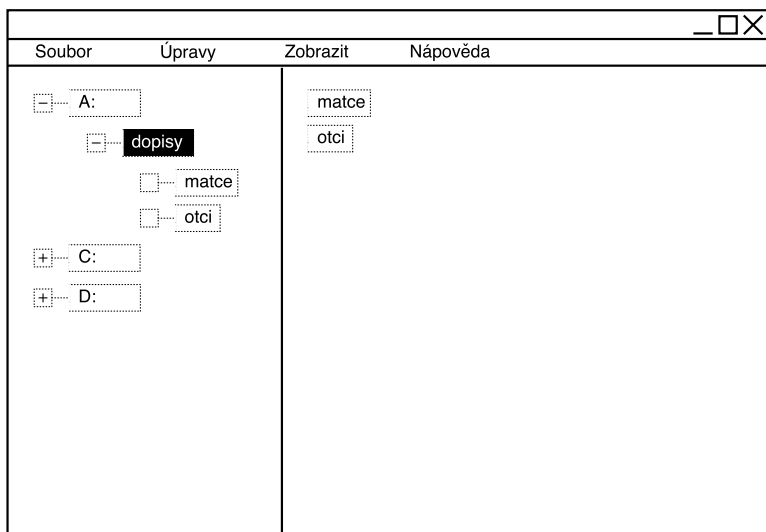 Soubor Úpravy Zobrazit Nápověda
− A:
− dopisy
matce
otci
+ C:
+ D:
matce
otci